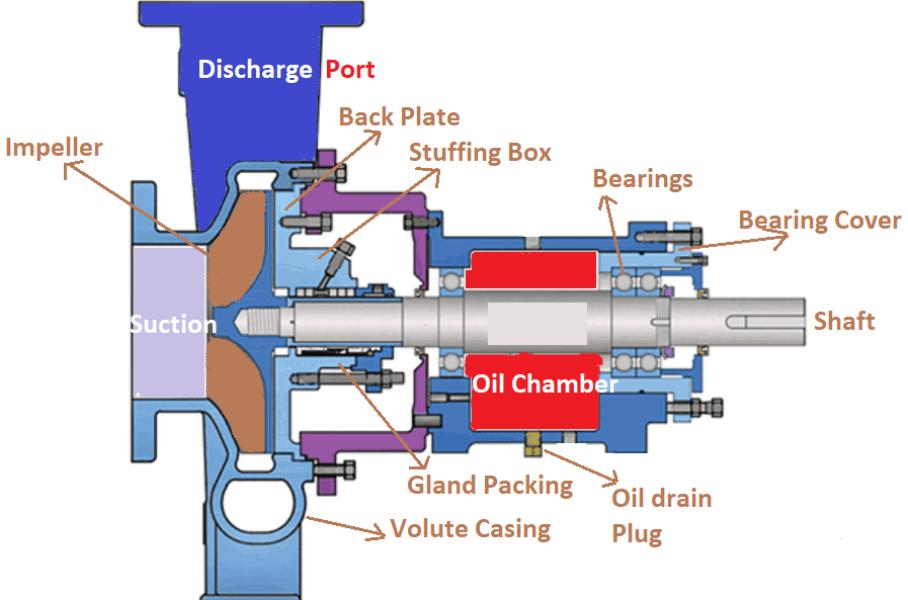 Discharge Port
Back Plate
Impeller
Stuffing Box
Bearings
Bearing Cover
Suction
Shaft
Oil Chamber
Gland Packing
Oil drain
Plug
Volute Casing